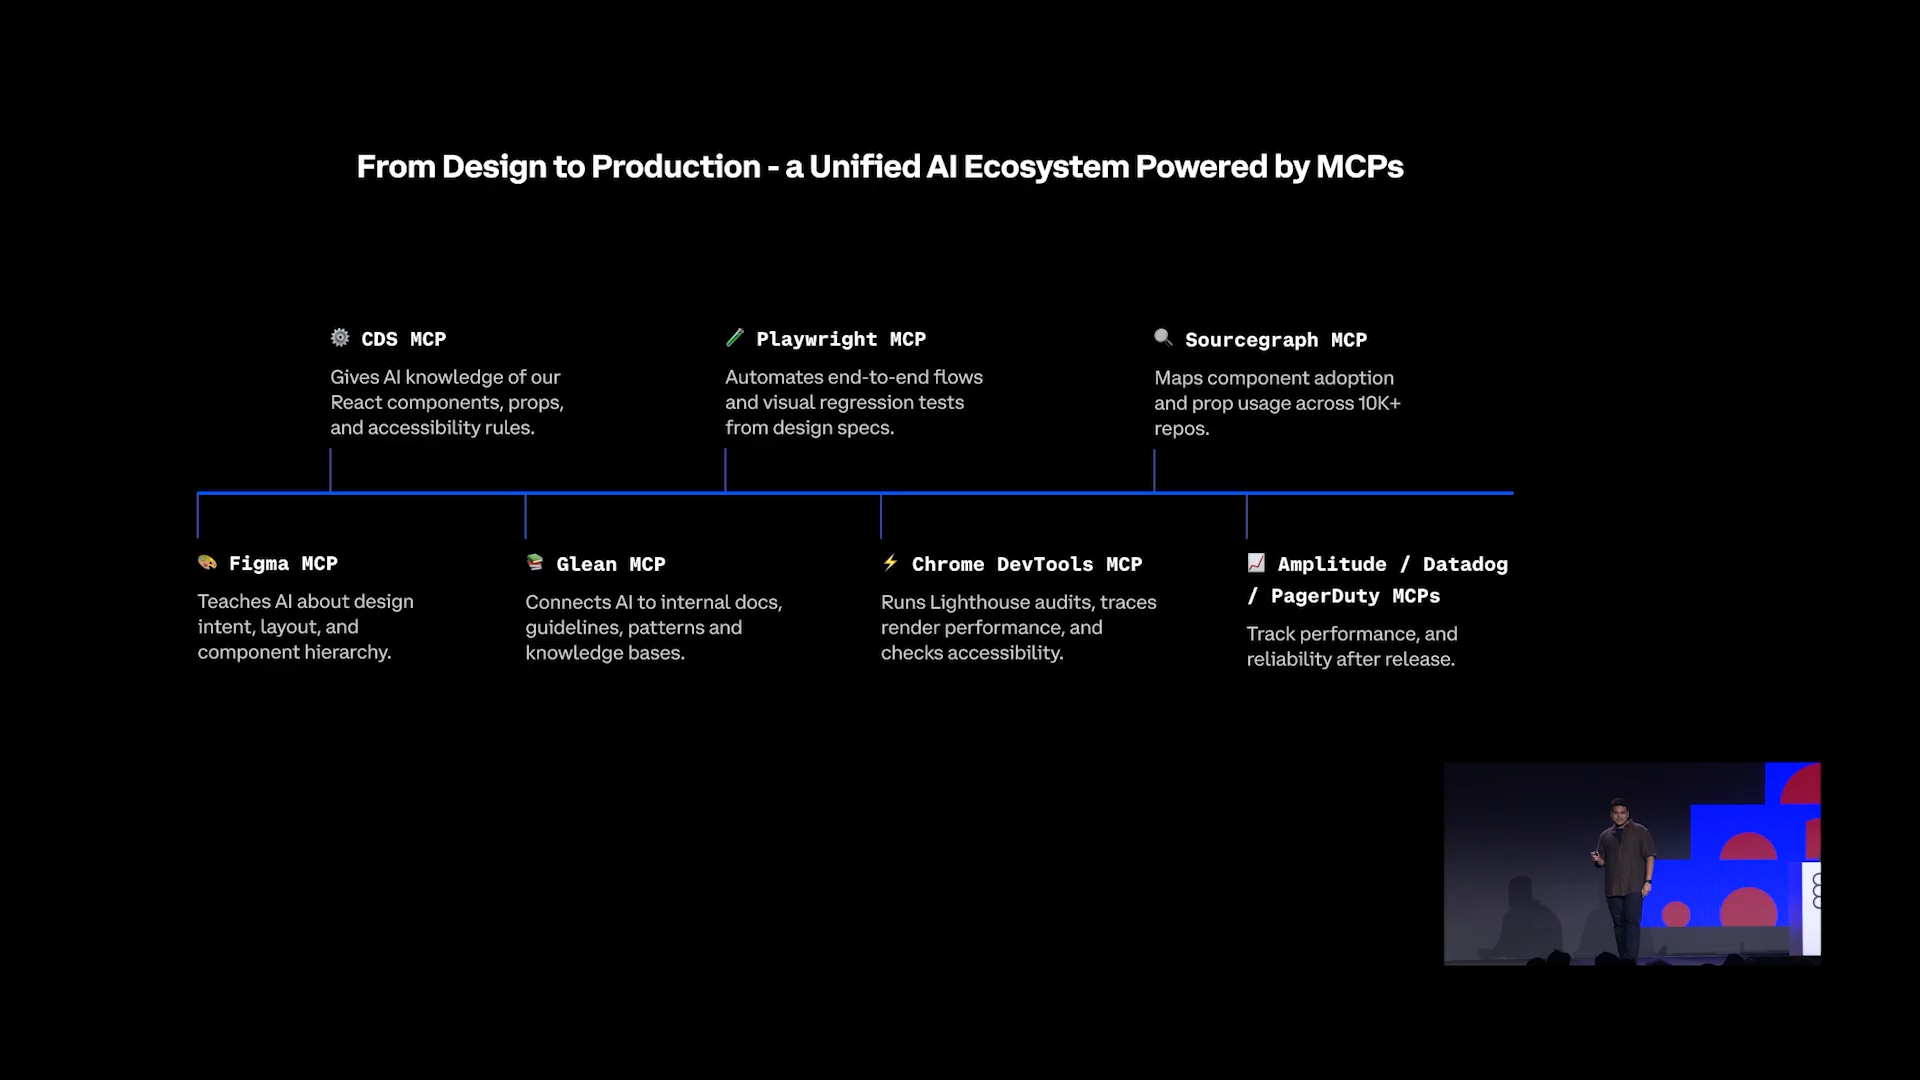 From Design to Production - a Unified AI Ecosystem Powered by MCPs
⚙️ CDS MCP
Gives AI knowledge of our
React components, props,
and accessibility rules.
🧪 Playwright MCP
Automates end-to-end flows
and visual regression tests
from design specs.
🔍 Sourcegraph MCP
Maps component adoption
and prop usage across 10K+
repos.
🎨 Figma MCP
Teaches AI about design
intent, layout, and
component hierarchy.
📚 Glean MCP
Connects AI to internal docs,
guidelines, patterns and
knowledge bases.
⚡ Chrome DevTools MCP
Runs Lighthouse audits, traces
render performance, and
checks accessibility.
📈 Amplitude / Datadog
/ PagerDuty MCPs
Track performance, and
reliability after release.